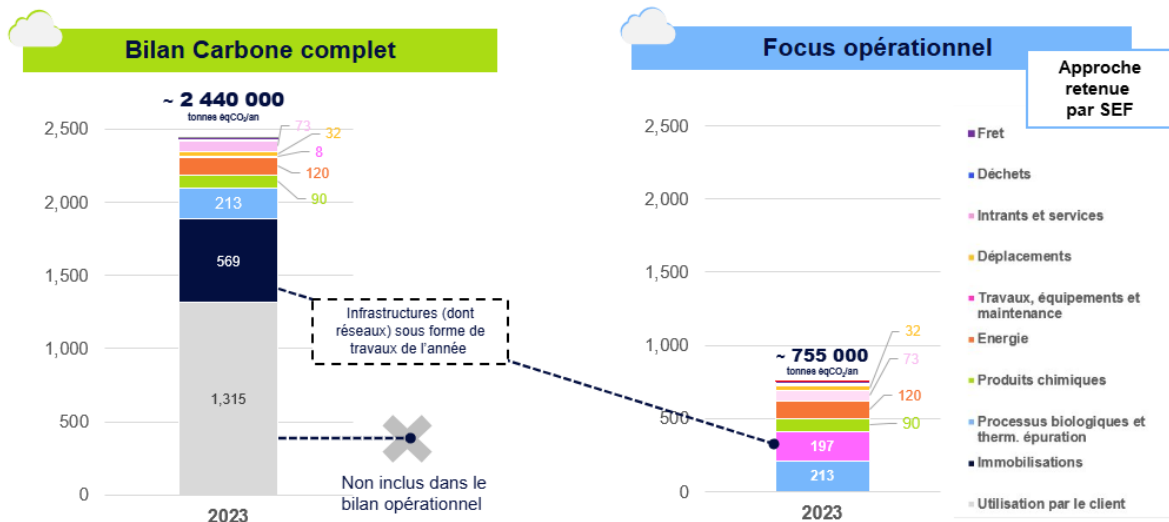 Bilan Carbone complet
~ 2 440 000
tonnes éqCO₂/an
2,500
2,000
1,500
1,000
500
0
73
32
8
120
90
213
569
1,315
2023
Infrastructures (dont
réseaux) sous forme de
travaux de l'année
Non inclus dans le
bilan opérationnel
Focus opérationnel
Approche
retenue
par SEF
2,500
2,000
1,500
1,000
500
0
~ 755 000
tonnes éqCO₂/an
32
73
120
90
197
213
2023
Fret
Déchets
Intrants et services
Déplacements
Travaux, équipements et
maintenance
Energie
Produits chimiques
Processus biologiques et
therm. épuration
Immobilisations
Utilisation par le client